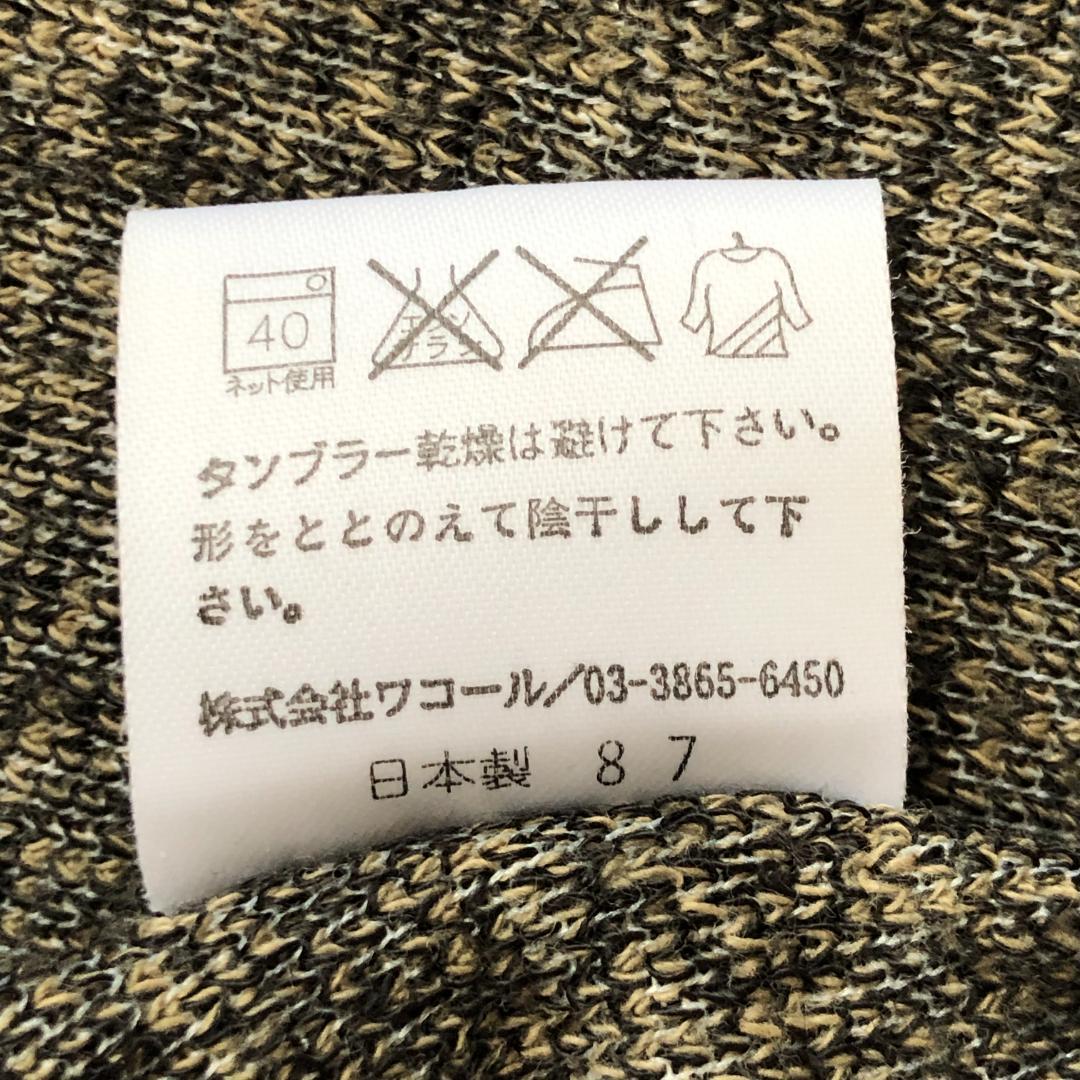 40
ネット使用
エンソ
サラシ
タンブラー乾燥は避けて下さい。
形をととのえて陰干しして下
さい。
株式会社ワコール/03-3865-6450
日本製 87